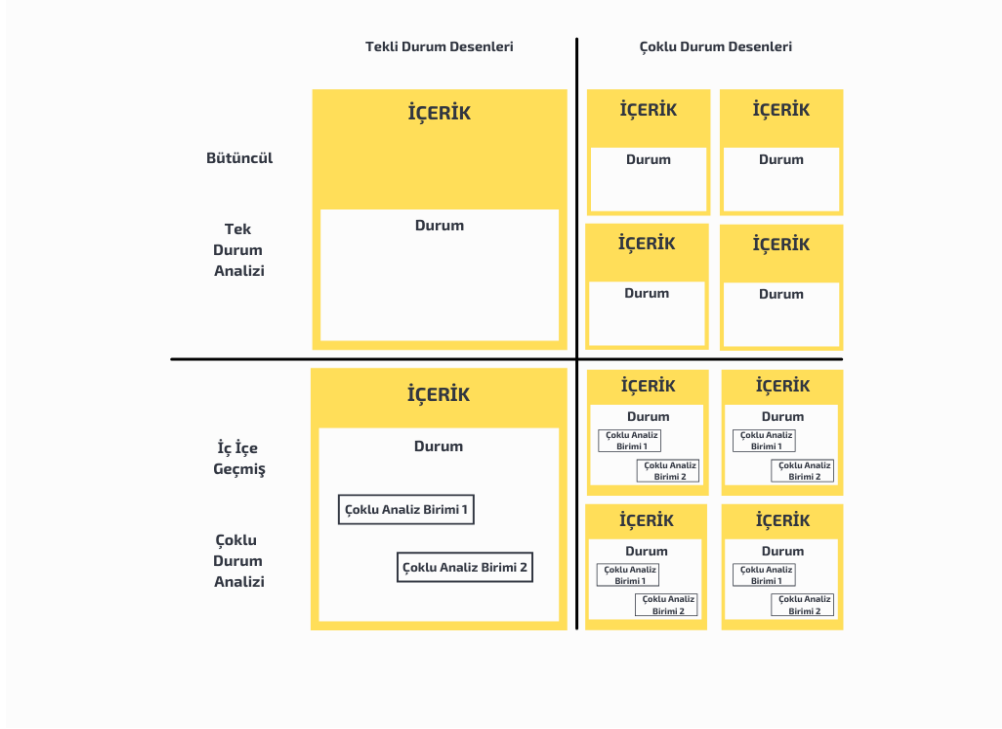 Tekli Durum Desenleri
Çoklu Durum Desenleri
Bütüncül
Tek
Durum
Analizi
İÇERİK
Durum
İÇERİK
Durum
İÇERİK
Durum
İÇERİK
Durum
İÇERİK
Durum
İç İçe
Geçmiş
Çoklu
Durum
Analizi
İÇERİK
Durum
Çoklu Analiz Birimi 1
Çoklu Analiz Birimi 2
İÇERİK
Durum
Çoklu Analiz
Birimi 1
Çoklu Analiz
Birimi 2
İÇERİK
Durum
Çoklu Analiz
Birimi 1
Çoklu Analiz
Birimi 2
İÇERİK
Durum
Çoklu Analiz
Birimi 1
Çoklu Analiz
Birimi 2
İÇERİK
Durum
Çoklu Analiz
Birimi 1
Çoklu Analiz
Birimi 2